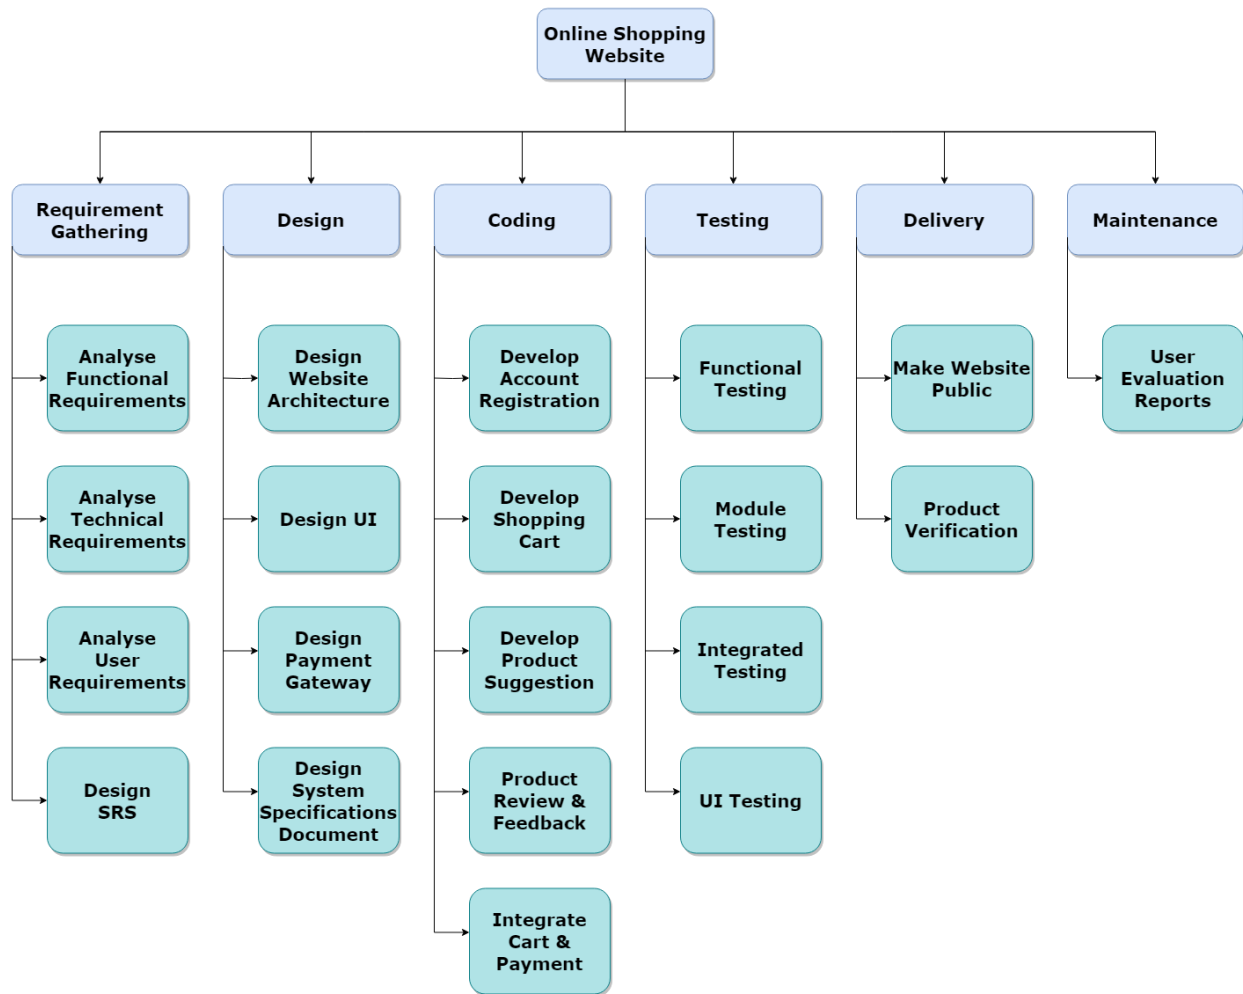 Online Shopping
Website
Requirement
Gathering
Design
Coding
Testing
Delivery
Maintenance
Analyse
Functional
Requirements
Design
Website
Architecture
Develop
Account
Registration
Functional
Testing
Make Website
Public
User
Evaluation
Reports
Analyse
Technical
Requirements
Design UI
Develop
Shopping
Cart
Module
Testing
Product
Verification
Analyse
User
Requirements
Design
Payment
Gateway
Develop
Product
Suggestion
Integrated
Testing
Design
SRS
Design
System
Specifications
Document
Product
Review &
Feedback
UI Testing
Integrate
Cart &
Payment